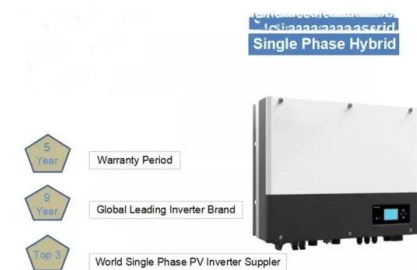 Single Phase Hybrid
5
Year
Warranty Period
9
Year
Global Leading Inverter Brand
Top 3
World Single Phase PV Inverter Suppler